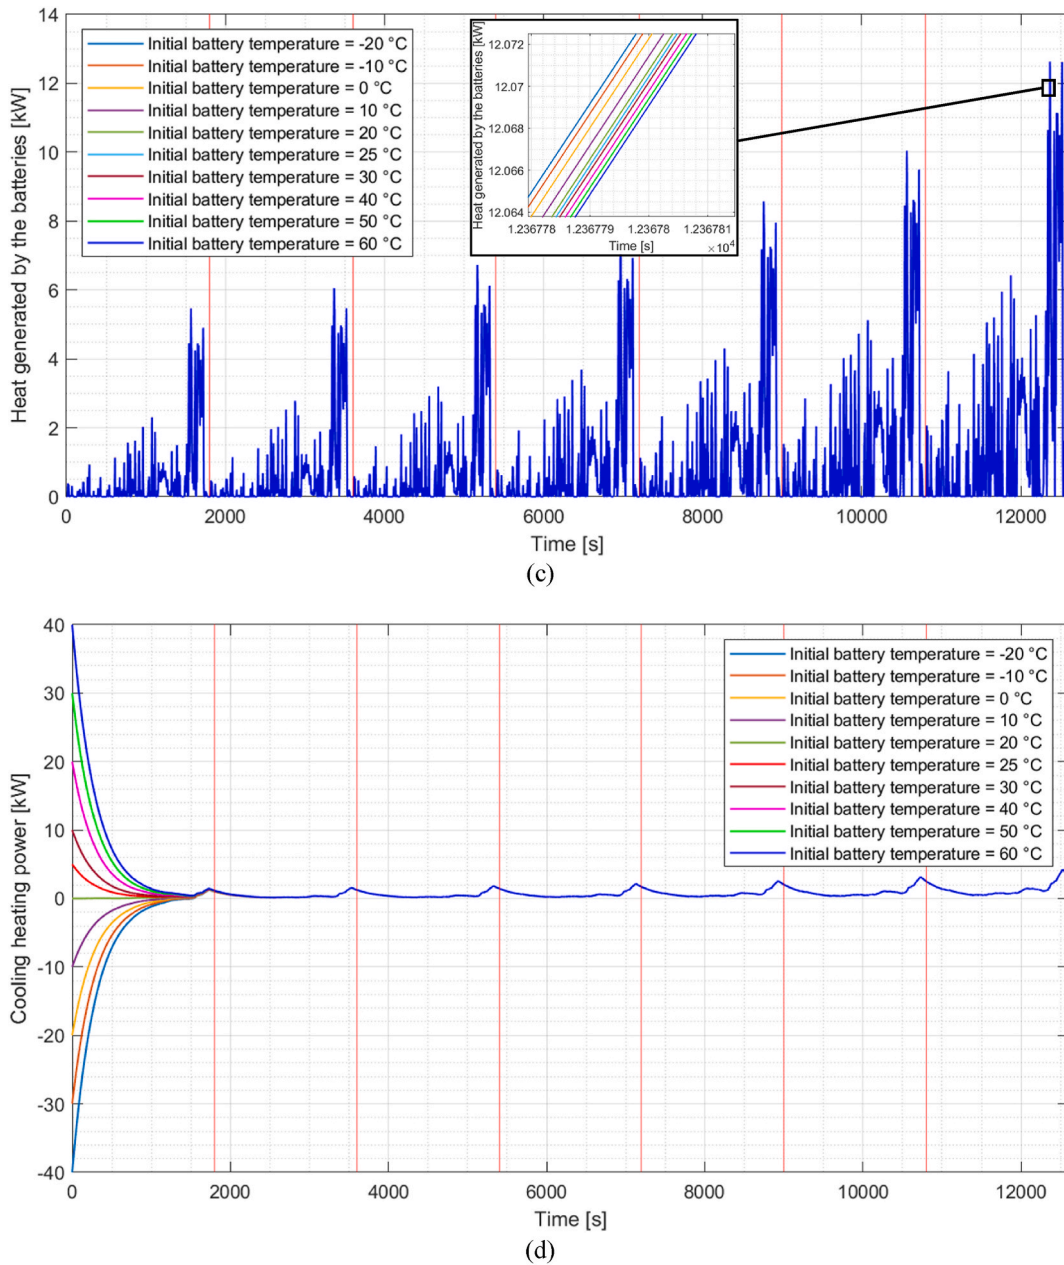 14
12
10
8
6
4
2
0
Heat generated by the batteries [kW]
Initial battery temperature = -20 °C
Initial battery temperature = -10 °C
Initial battery temperature = 0 °C
Initial battery temperature = 10 °C
Initial battery temperature = 20 °C
Initial battery temperature = 25 °C
Initial battery temperature = 30 °C
Initial battery temperature = 40 °C
Initial battery temperature = 50 °C
Initial battery temperature = 60 °C
Heat generated by the batteries [kW]
12.072
12.07
12.068
12.066
12.064
1.236778 1.236779 1.23678 1.236781
Time [s] ×10⁴
0 2000 4000 6000 8000 10000 12000
Time [s]
(c)
40
30
20
10
0
-10
-20
-30
-40
Cooling heating power [kW]
Initial battery temperature = -20 °C
Initial battery temperature = -10 °C
Initial battery temperature = 0 °C
Initial battery temperature = 10 °C
Initial battery temperature = 20 °C
Initial battery temperature = 25 °C
Initial battery temperature = 30 °C
Initial battery temperature = 40 °C
Initial battery temperature = 50 °C
Initial battery temperature = 60 °C
0 2000 4000 6000 8000 10000 12000
Time [s]
(d)